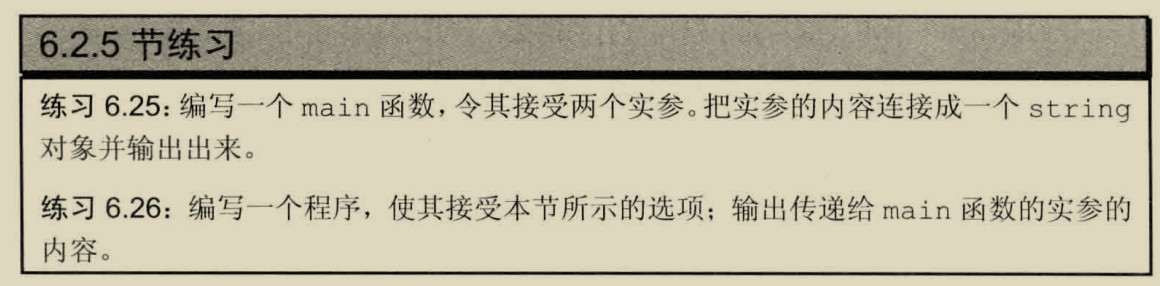 6.2.5 节练习
练习 6.25: 编写一个 main 函数，令其接受两个实参。把实参的内容连接成一个 string
对象并输出出来。
练习 6.26: 编写一个程序，使其接受本节所示的选项；输出传递给 main 函数的实参的
内容。